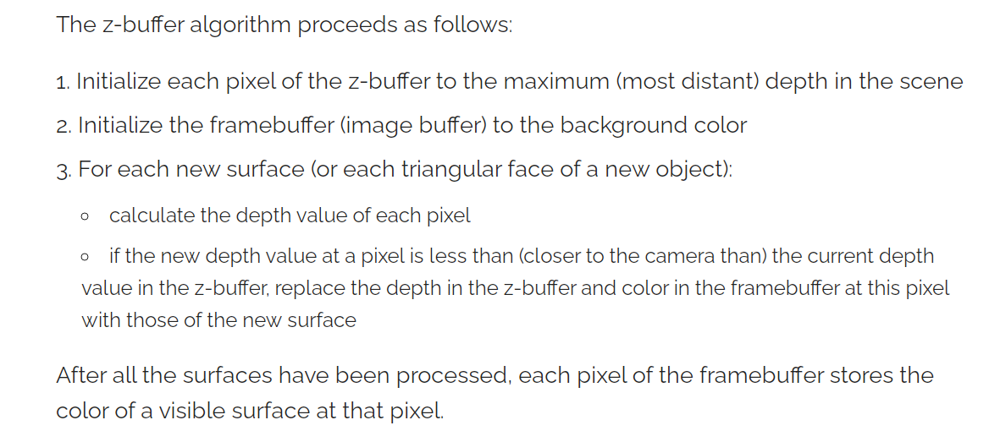 The z-buffer algorithm proceeds as follows:
1. Initialize each pixel of the z-buffer to the maximum (most distant) depth in the scene
2. Initialize the framebuffer (image buffer) to the background color
3. For each new surface (or each triangular face of a new object):
◦ calculate the depth value of each pixel
◦ if the new depth value at a pixel is less than (closer to the camera than) the current depth
value in the z-buffer, replace the depth in the z-buffer and color in the framebuffer at this pixel
with those of the new surface
After all the surfaces have been processed, each pixel of the framebuffer stores the
color of a visible surface at that pixel.